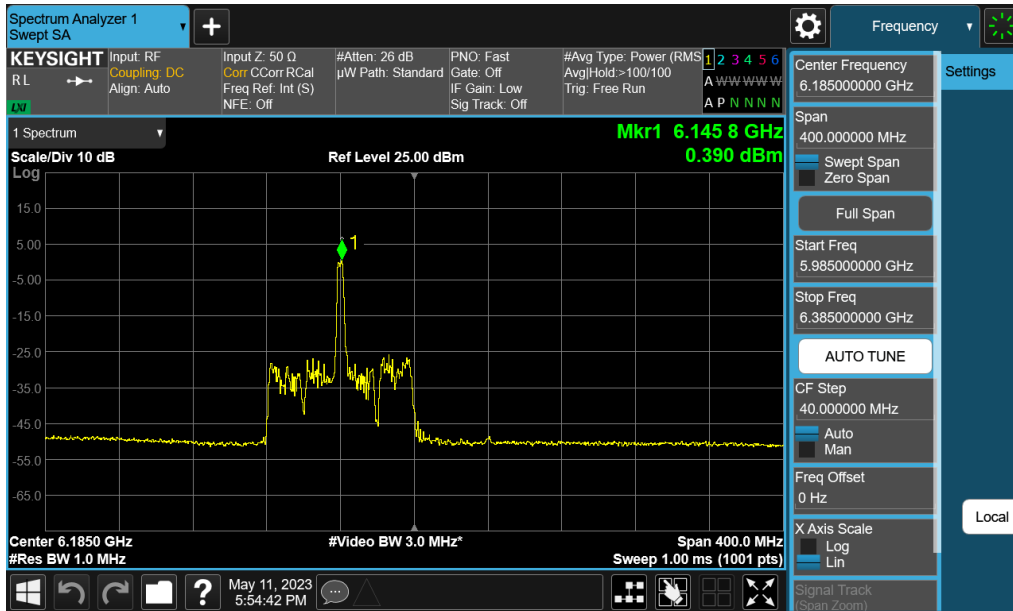 Spectrum Analyzer 1
Swept SA
+
Frequency
KEYSIGHT
RL
LXI
Input: RF
Coupling: DC
Align: Auto
Input Z: 50 Ω
Corr CCorr RCal
Freq Ref: Int (S)
NFE: Off
#Atten: 26 dB
µW Path: Standard
PNO: Fast
Gate: Off
IF Gain: Low
Sig Track: Off
#Avg Type: Power (RMS
Avg|Hold:>100/100
Trig: Free Run
1 2 3 4 5 6
A W W W W W
A P N N N N
1 Spectrum
Mkr1 6.145 8 GHz
Scale/Div 10 dB
Ref Level 25.00 dBm
0.390 dBm
Log
15.0
5.00
-5.00
-15.0
-25.0
-35.0
-45.0
-55.0
-65.0
1
Center 6.1850 GHz
#Video BW 3.0 MHz*
Span 400.0 MHz
#Res BW 1.0 MHz
Sweep 1.00 ms (1001 pts)
Center Frequency
6.185000000 GHz
Settings
Span
400.000000 MHz
Swept Span
Zero Span
Full Span
Start Freq
5.985000000 GHz
Stop Freq
6.385000000 GHz
AUTO TUNE
CF Step
40.000000 MHz
Auto
Man
Freq Offset
0 Hz
Local
X Axis Scale
Log
Lin
Signal Track
(Span Zoom)
?
May 11, 2023
5:54:42 PM